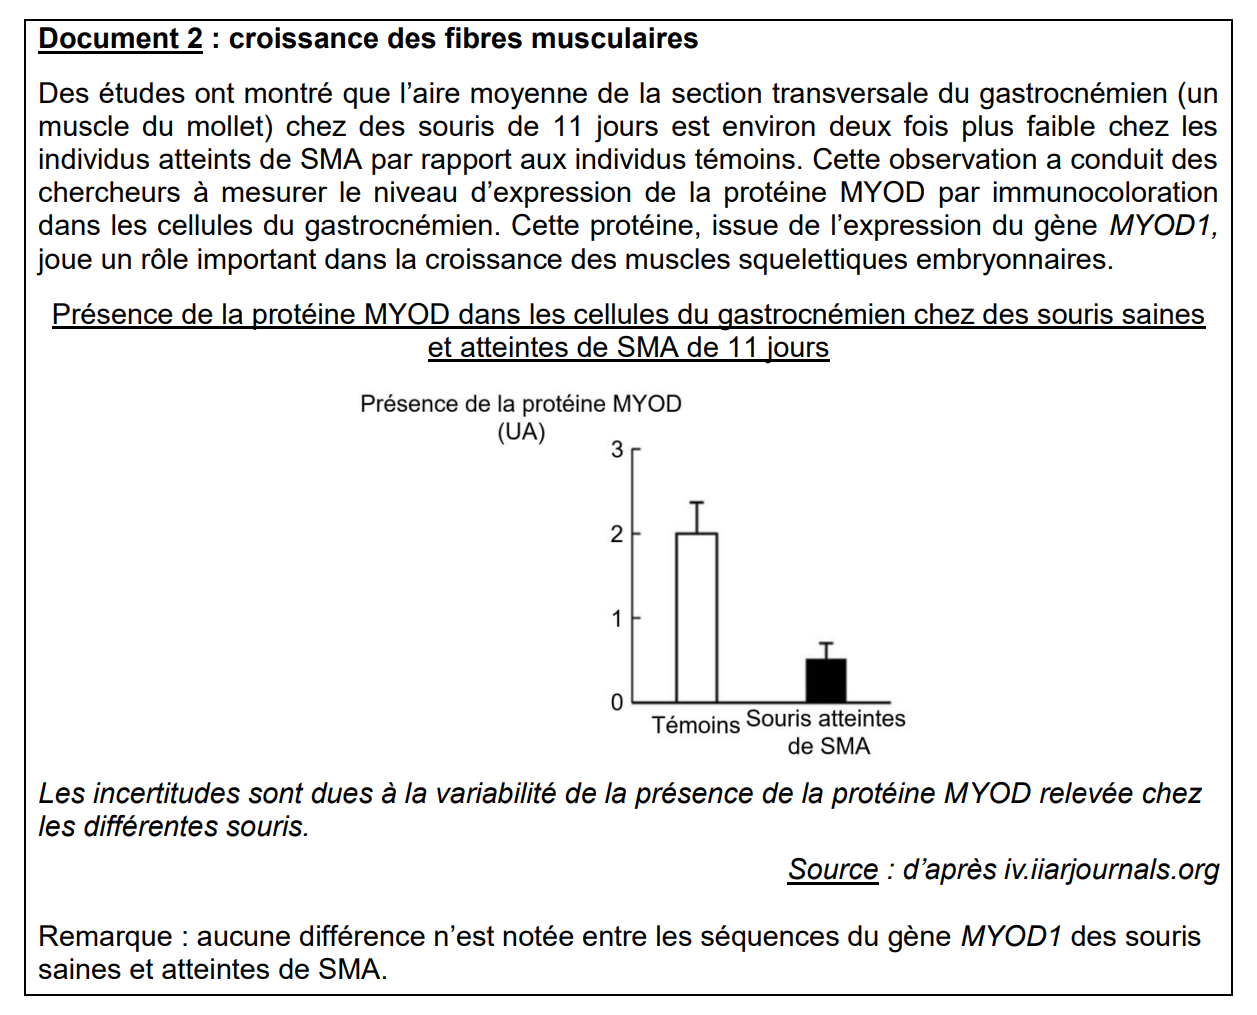 Document 2 : croissance des fibres musculaires
Des études ont montré que l’aire moyenne de la section transversale du gastrocnémien (un
muscle du mollet) chez des souris de 11 jours est environ deux fois plus faible chez les
individus atteints de SMA par rapport aux individus témoins. Cette observation a conduit des
chercheurs à mesurer le niveau d’expression de la protéine MYOD par immunocoloration
dans les cellules du gastrocnémien. Cette protéine, issue de l’expression du gène MYOD1,
joue un rôle important dans la croissance des muscles squelettiques embryonnaires.
Présence de la protéine MYOD dans les cellules du gastrocnémien chez des souris saines
et atteintes de SMA de 11 jours
Présence de la protéine MYOD
(UA)
3
2
1
0
Témoins
Souris atteintes
de SMA
Les incertitudes sont dues à la variabilité de la présence de la protéine MYOD relevée chez
les différentes souris.
Source : d’après iv.iiarjournals.org
Remarque : aucune différence n’est notée entre les séquences du gène MYOD1 des souris
saines et atteintes de SMA.